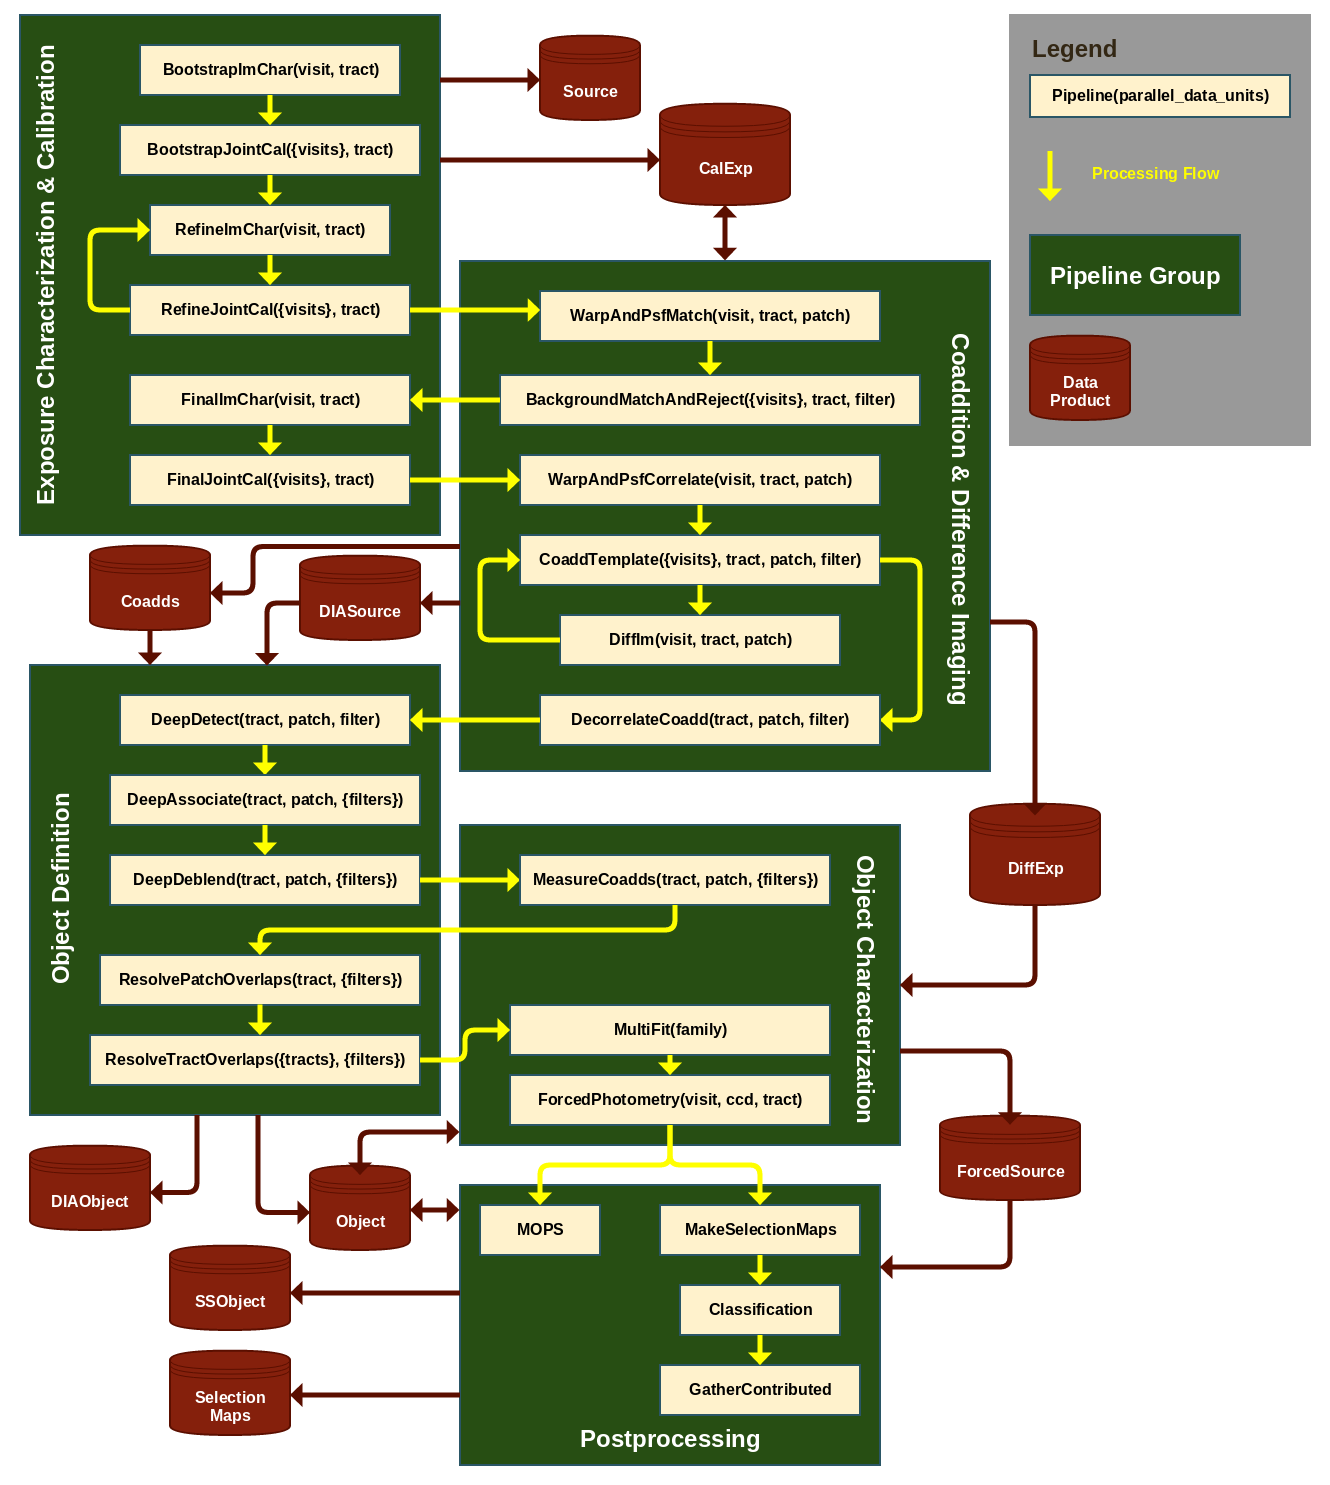 Exposure Characterization & Calibration
BootstrapImChar(visit, tract)
BootstrapJointCal({visits}, tract)
RefineImChar(visit, tract)
RefineJointCal({visits}, tract)
FinalImChar(visit, tract)
FinalJointCal({visits}, tract)
Source
CalExp
Legend
Pipeline(parallel_data_units)
Processing Flow
Pipeline Group
Data
Product
WarpAndPsfMatch(visit, tract, patch)
BackgroundMatchAndReject({visits}, tract, filter)
WarpAndPsfCorrelate(visit, tract, patch)
CoaddTemplate({visits}, tract, patch, filter)
DiffIm(visit, tract, patch)
DecorrelateCoadd(tract, patch, filter)
Coaddition & Difference Imaging
Coadds
DIASource
Object Definition
DeepDetect(tract, patch, filter)
DeepAssociate(tract, patch, {filters})
DeepDeblend(tract, patch, {filters})
ResolvePatchOverlaps(tract, {filters})
ResolveTractOverlaps({tracts}, {filters})
MeasureCoadds(tract, patch, {filters})
MultiFit(family)
ForcedPhotometry(visit, ccd, tract)
Object Characterization
DiffExp
ForcedSource
DIAObject
Object
SSObject
Selection
Maps
MOPS
MakeSelectionMaps
Classification
GatherContributed
Postprocessing